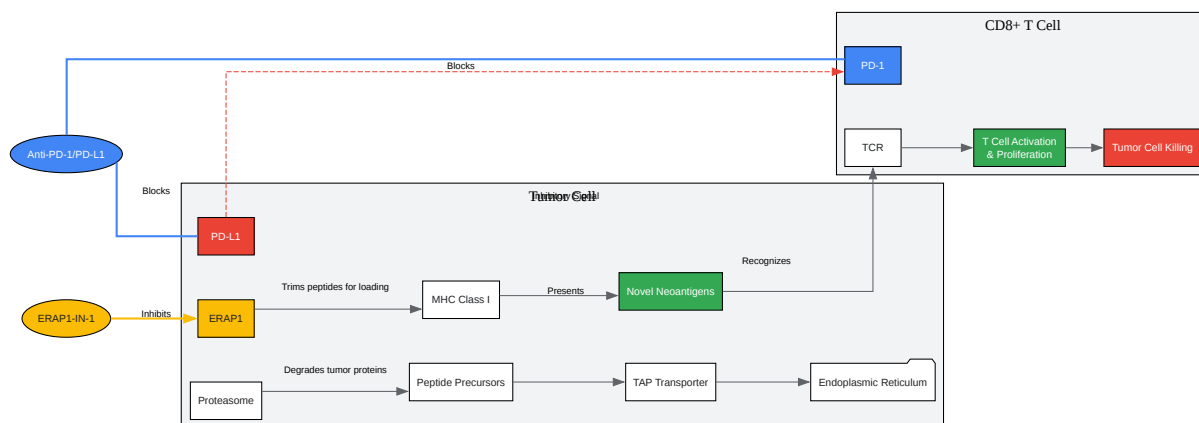 CD8+ T Cell
Blocks
PD-1
Anti-PD-1/PD-L1
TCR
T Cell Activation
& Proliferation
Tumor Cell Killing
Blocks
Tumor Cell
Inhibitory Signal
PD-L1
Recognizes
Trims peptides for loading
MHC Class I
Presents
Novel Neoantigens
ERAP1-IN-1
Inhibits
ERAP1
Degrades tumor proteins
Proteasome
Peptide Precursors
TAP Transporter
Endoplasmic Reticulum